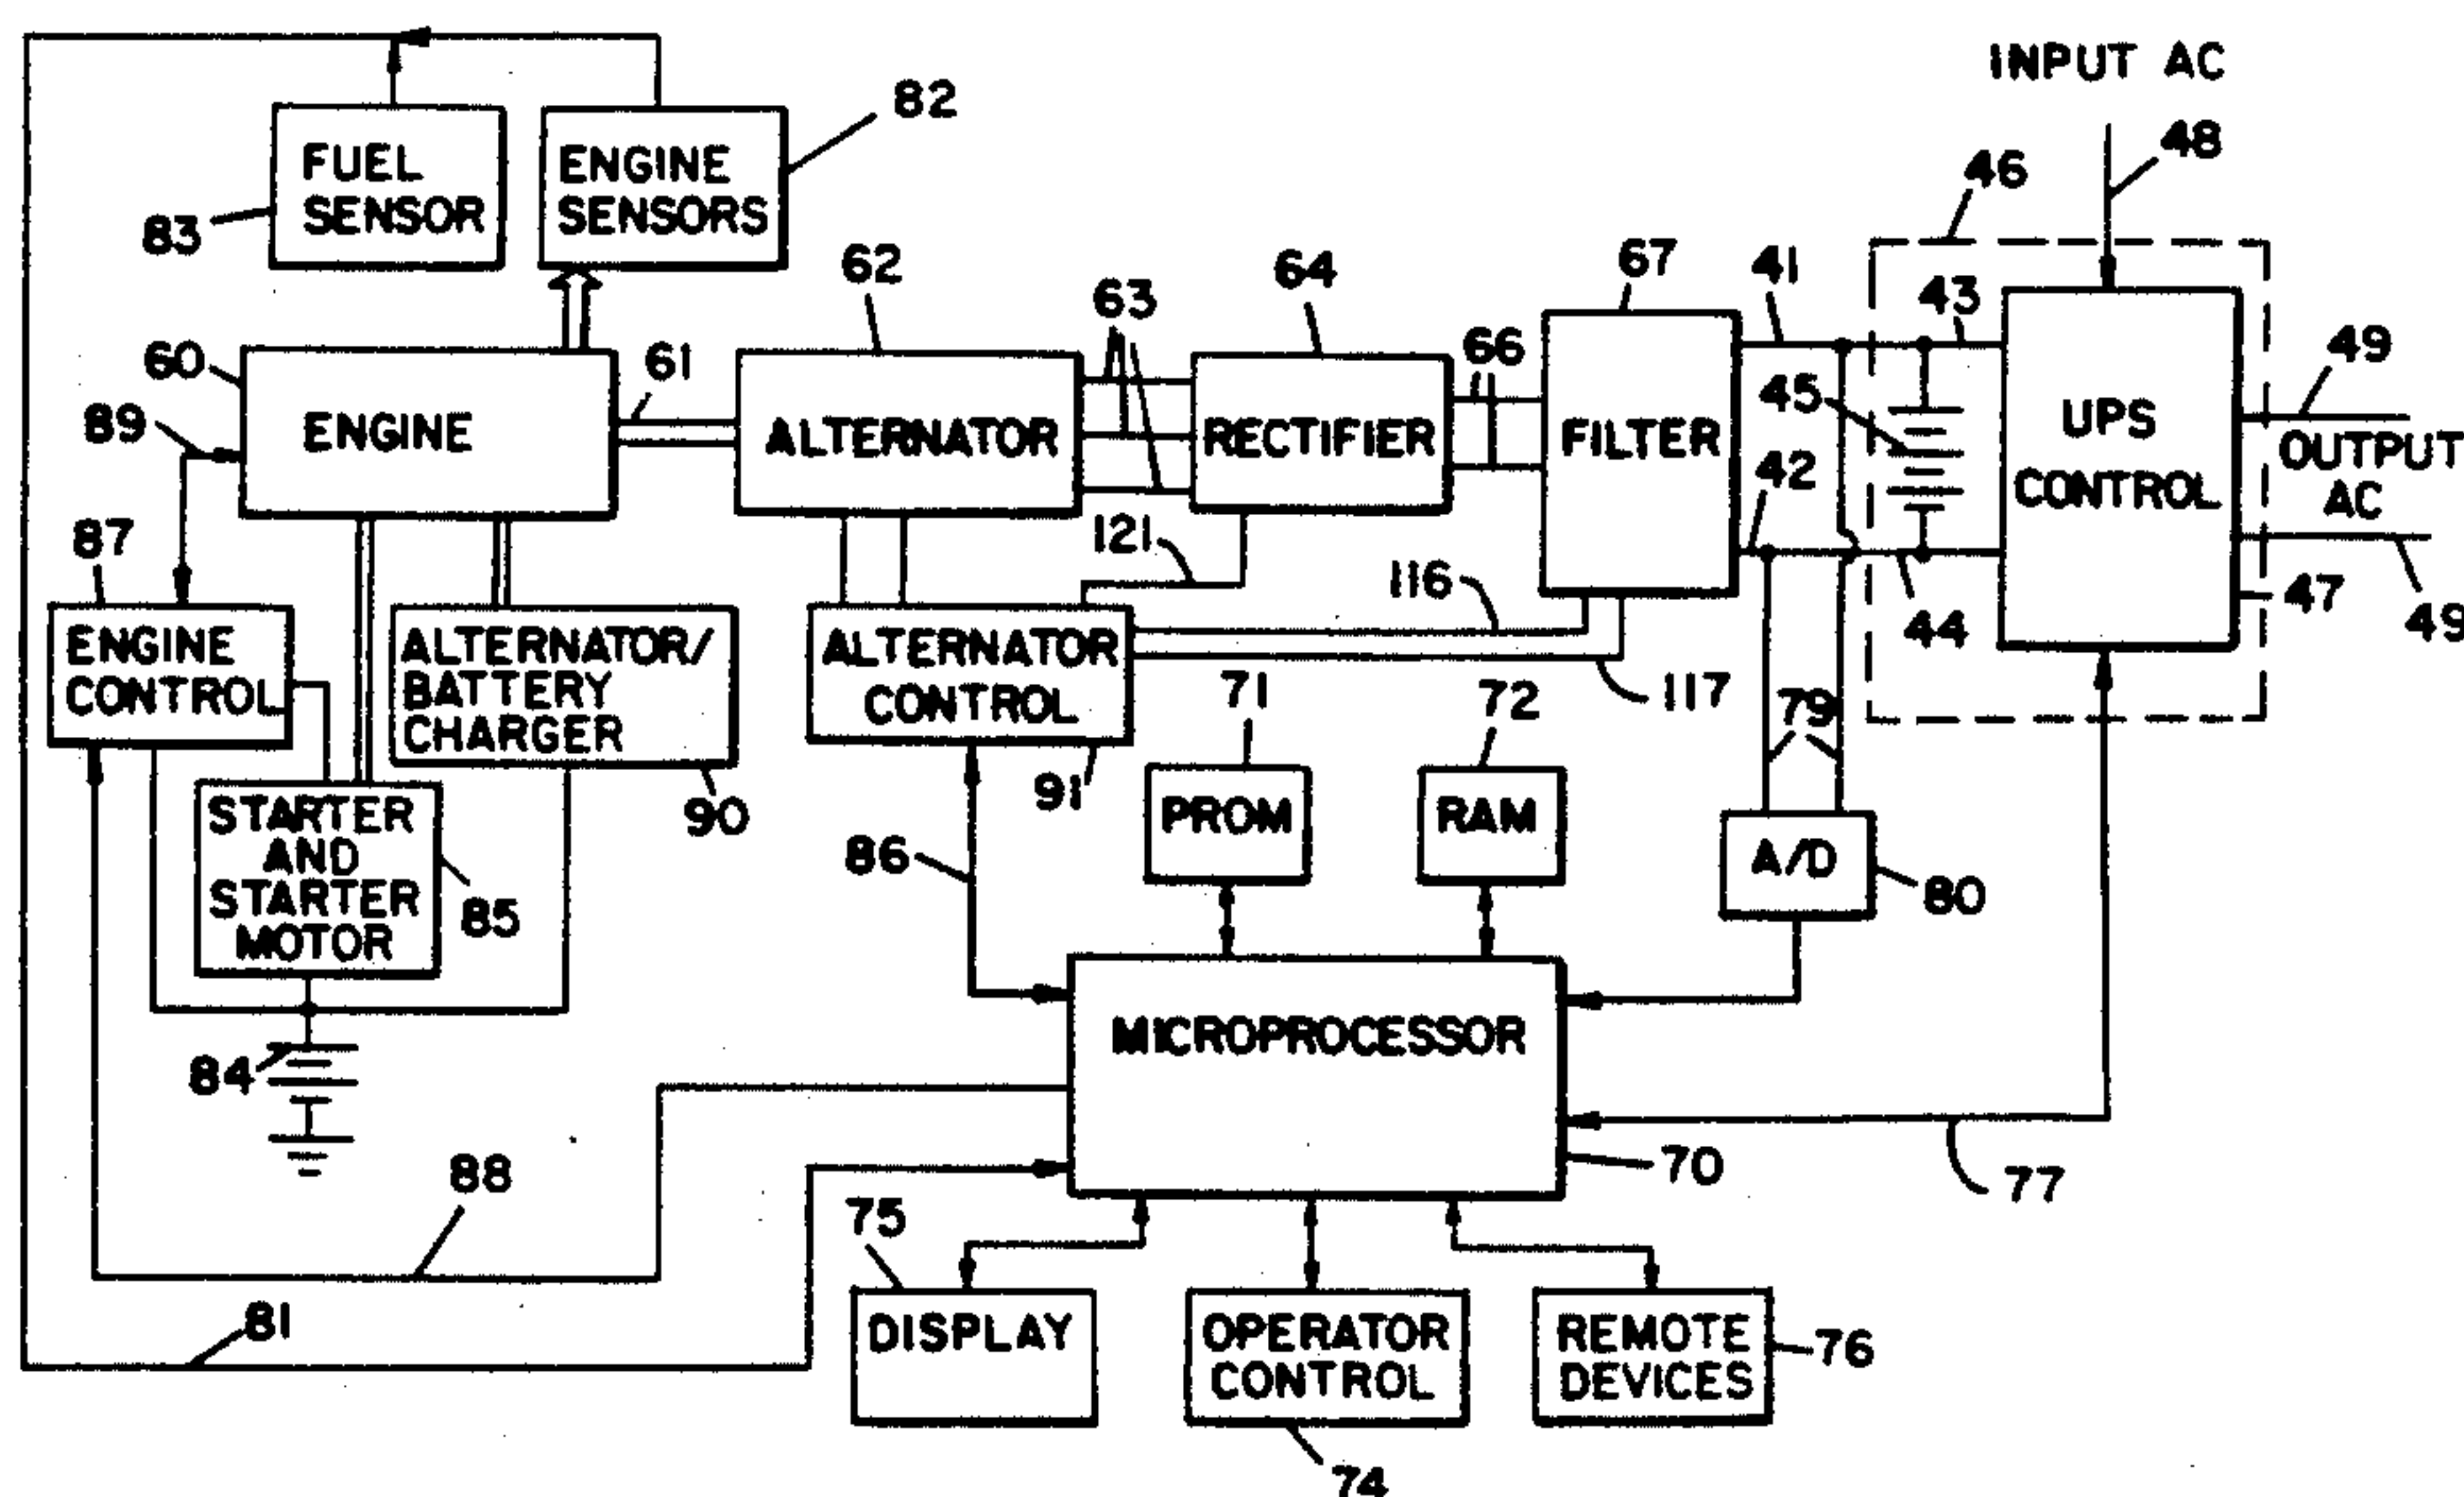 INPUT AC
82
48
46
FUEL
SENSOR
ENGINE
SENSORS
83
62
63
64
67
41
43
60
61
66
49
89
ENGINE
ALTERNATOR
RECTIFIER
FILTER
45
42
UPS
CONTROL
OUTPUT
AC
87
121
116
44
47
49
ENGINE
CONTROL
ALTERNATOR/
BATTERY
CHARGER
ALTERNATOR
CONTROL
71
72
117
79
91
90
STARTER
AND
STARTER
MOTOR
85
86
PROM
RAM
A/D
80
84
MICROPROCESSOR
88
70
77
75
81
DISPLAY
OPERATOR
CONTROL
REMOTE
DEVICES
76
74